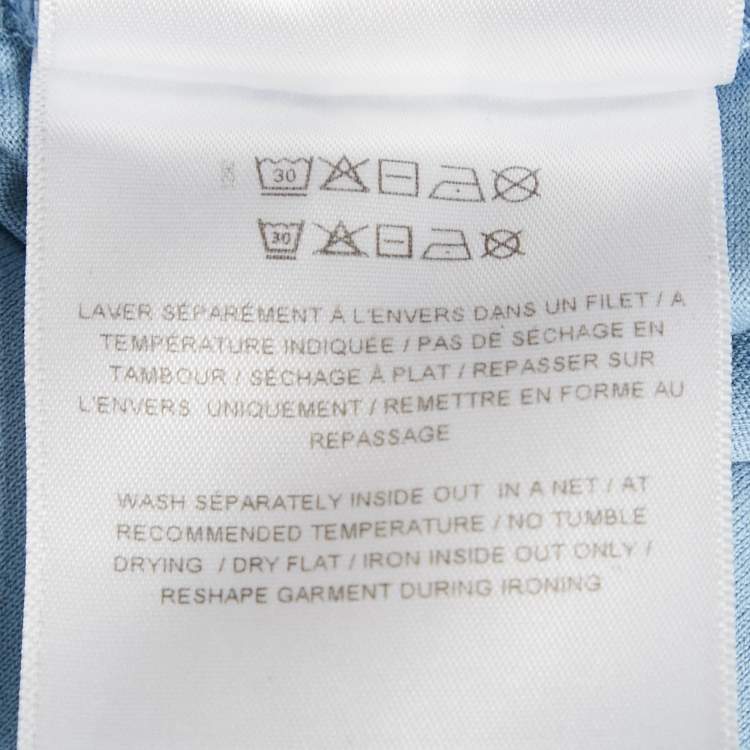 30
30
LAVER SÉPARÉMENT À L'ENVERS DANS UN FILET / A
TEMPÉRATURE INDIQUÉE / PAS DE SÉCHAGE EN
TAMBOUR / SÉCHAGE À PLAT / REPASSER SUR
L'ENVERS UNIQUEMENT / REMETTRE EN FORME AU
REPASSAGE
WASH SÉPARATELY INSIDE OUT IN A NET / AT
RECOMMENDED TEMPERATURE / NO TUMBLE
DRYING / DRY FLAT / IRON INSIDE OUT ONLY /
RESHAPE GARMENT DURING IRONING